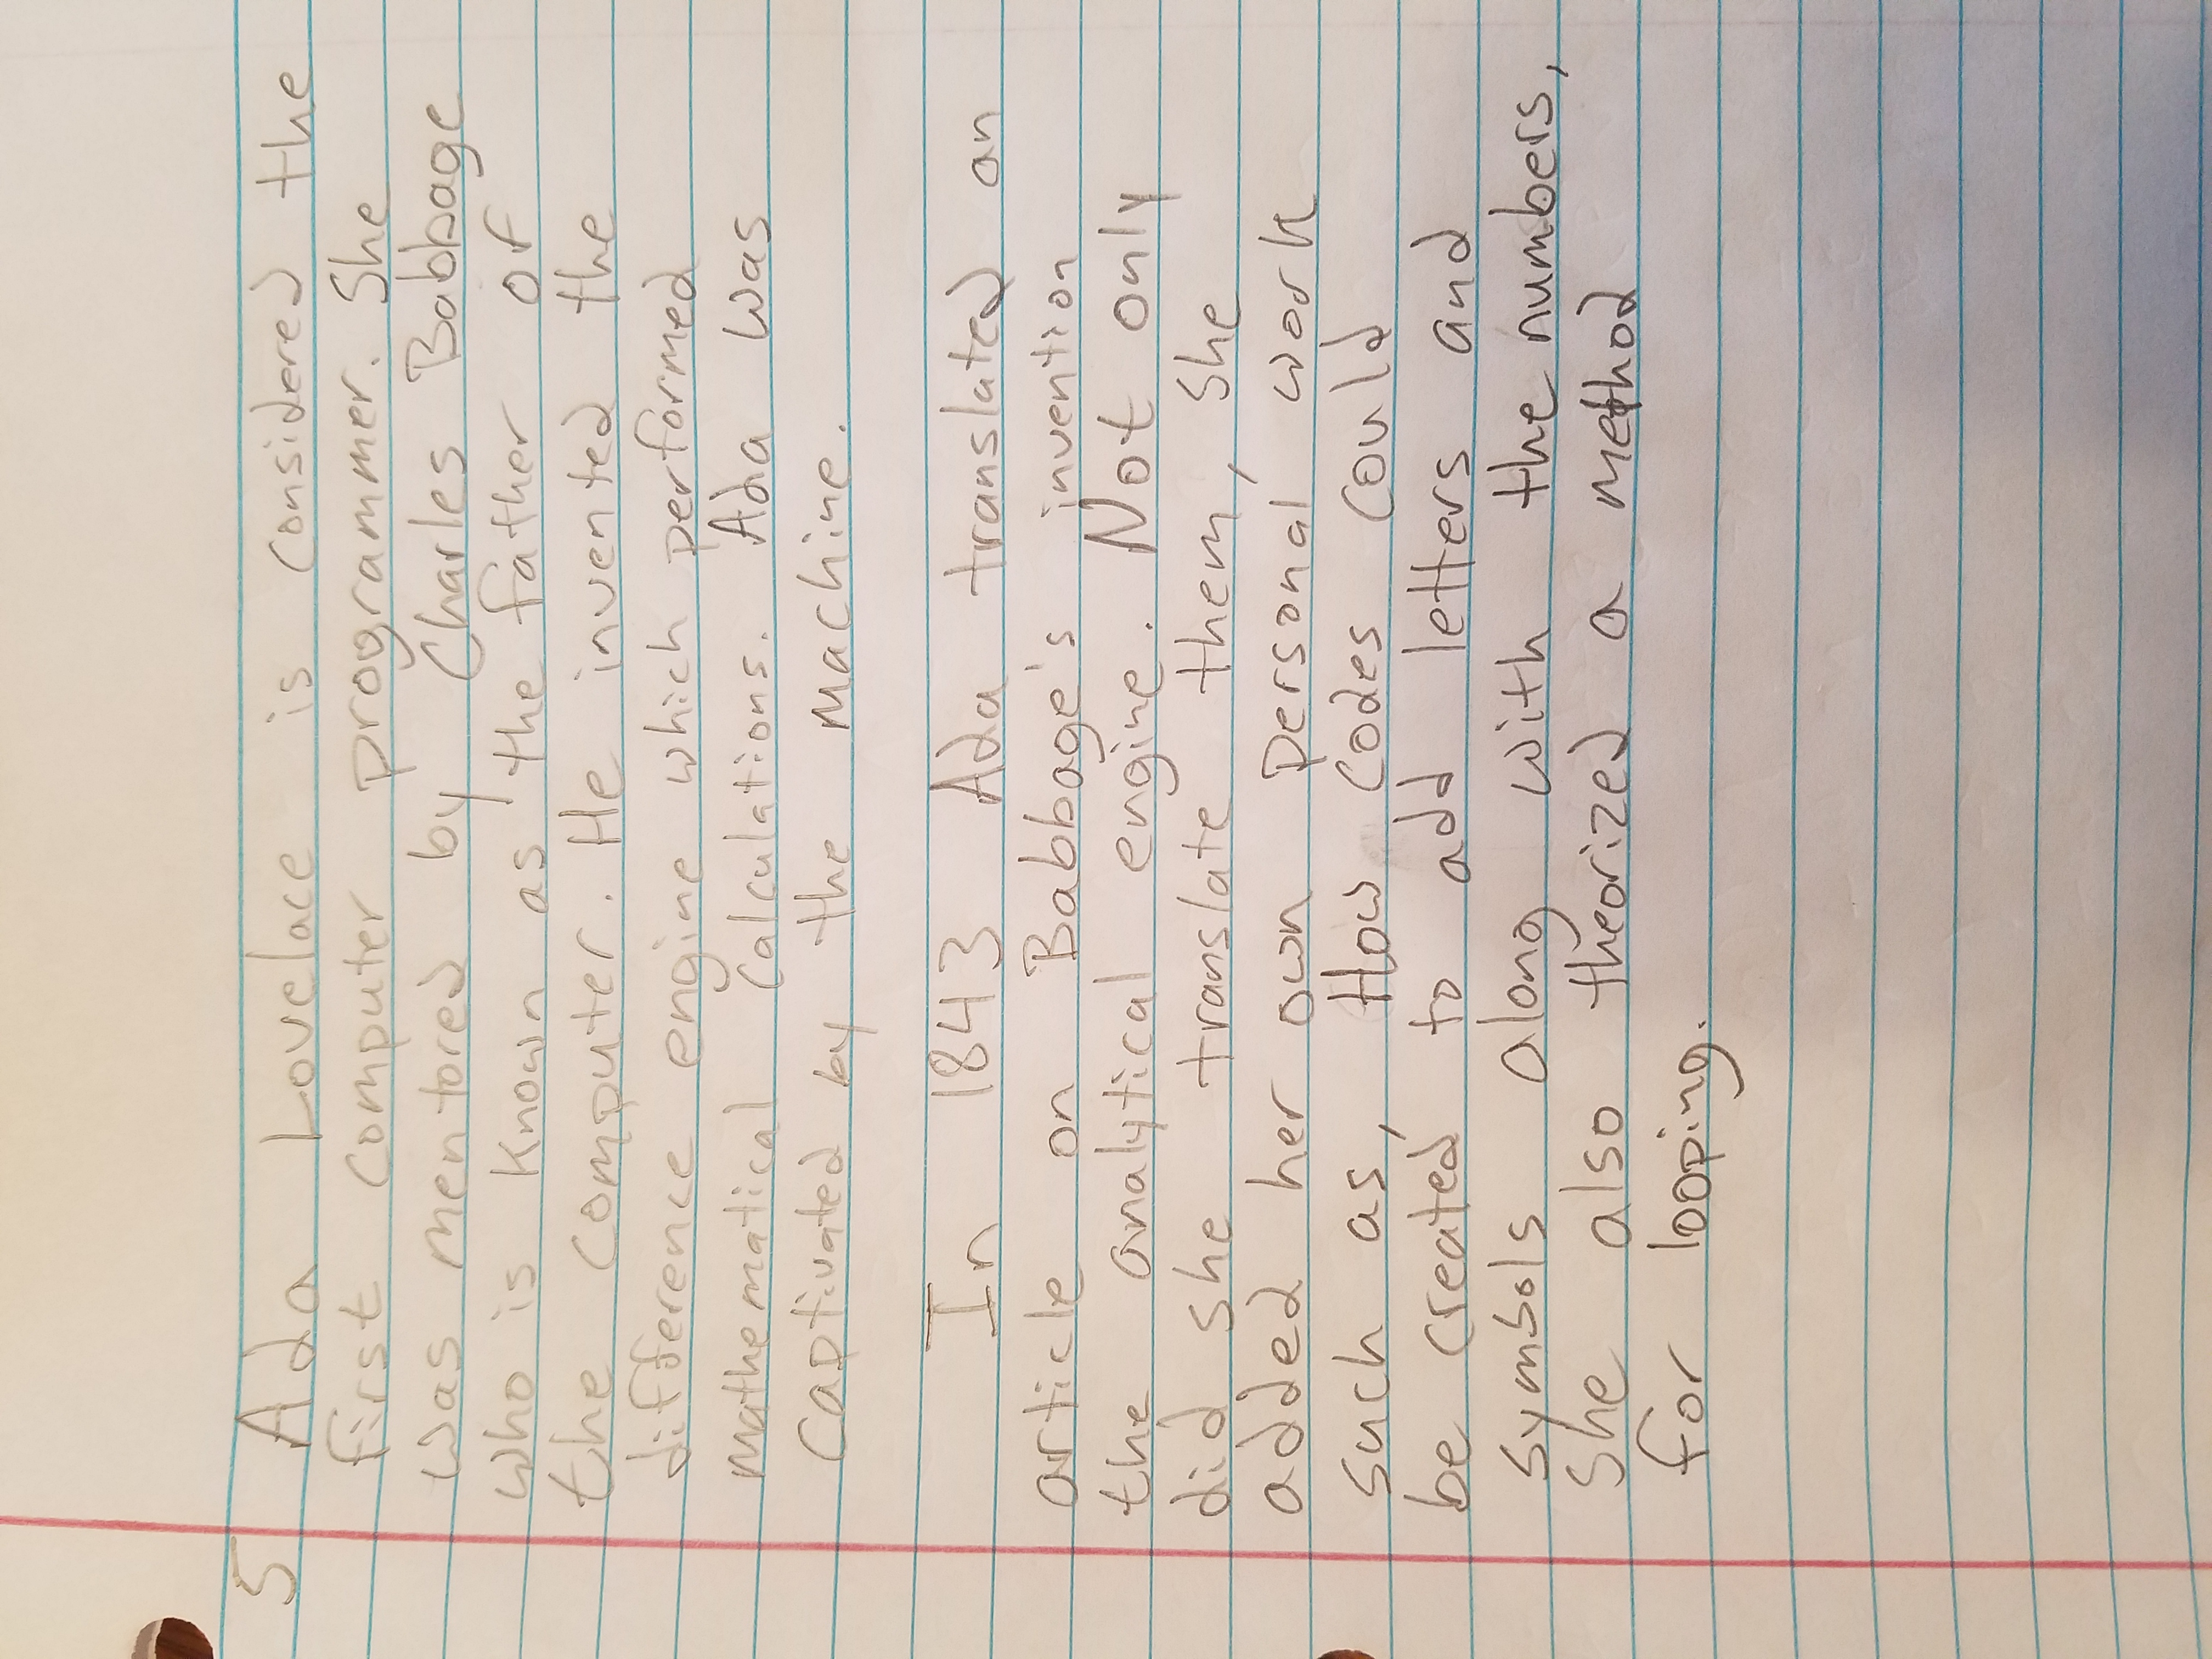 5 Ada Lovelace is considered the
first computer programmer. She
was mentored by Charles Babbage
who is known as the father of
the computer. He invented the
difference engine which performed
mathematical calculations. Ada was
captivated by the machine.
In 1843 Ada translated an
article on Babbage's invention
the analytical engine. Not only
did she translate them, she
added her own personal work
such as, How codes could
be created to add letters and
symbols along with the numbers,
She also theorized a method
for looping.